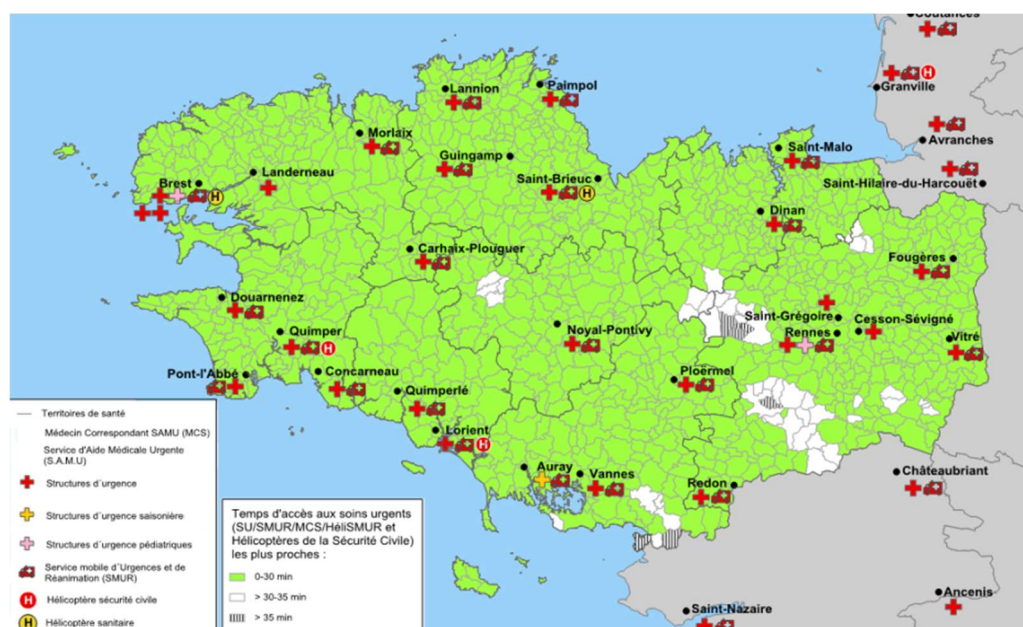 Coutances
Granville
Avranches
Saint-Hilaire-du-Harcouët
Lannion
Paimpol
Morlaix
Guingamp
Saint-Malo
Landerneau
Brest
Saint-Brieuc
Dinan
Carhaix-Plouguer
Fougères
Douarnenez
Saint-Grégoire
Cesson-Sévigné
Quimper
Noyal-Pontivy
Rennes
Vitré
Pont-l'Abbé
Concarneau
Ploërmel
Quimperlé
Lorient
Auray
Vannes
Redon
Châteaubriant
Ancenis
Saint-Nazaire
H
H
H
H
H
Territoires de santé
Médecin Correspondant SAMU (MCS)
Service d'Aide Médicale Urgente
(S.A.M.U)
Structures d´urgence
Structures d´urgence saisonière
Structures d´urgence pédiatriques
Service mobile d´Urgences et de
Réanimation (SMUR)
H Hélicoptère sécurité civile
H Hélicoptère sanitaire
Temps d'accès aux soins urgents
(SU/SMUR/MCS/HéliSMUR et
Hélicoptères de la Sécurité Civile)
les plus proches :
0-30 min
> 30-35 min
> 35 min